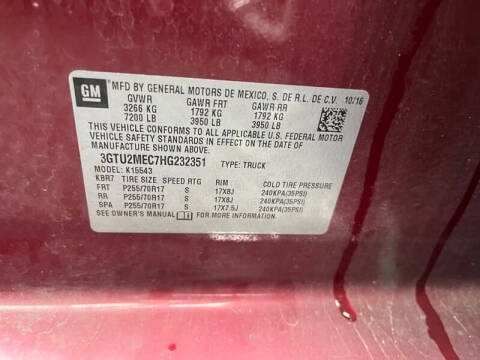 GM MFD BY GENERAL MOTORS DE MEXICO, S. DE R.L. DE C.V. 10/16
GVWR GAWR FRT GAWR RR
3266 KG 1792 KG 1792 KG
7200 LB 3950 LB 3950 LB
THIS VEHICLE CONFORMS TO ALL APPLICABLE U.S. FEDERAL MOTOR
VEHICLE SAFETY STANDARDS IN EFFECT ON THE DATE OF
MANUFACTURE SHOWN ABOVE.
3GTU2MEC7HG232351 TYPE: TRUCK
MODEL: K15543
KBR7 TIRE SIZE SPEED RTG RIM COLD TIRE PRESSURE
FRT P255/70R17 S 17X8J 240KPA(35PSI)
RR P255/70R17 S 17X8J 240KPA(35PSI)
SPA P255/70R17 S 17X7.5J 240KPA(35PSI)
SEE OWNER'S MANUAL FOR MORE INFORMATION.